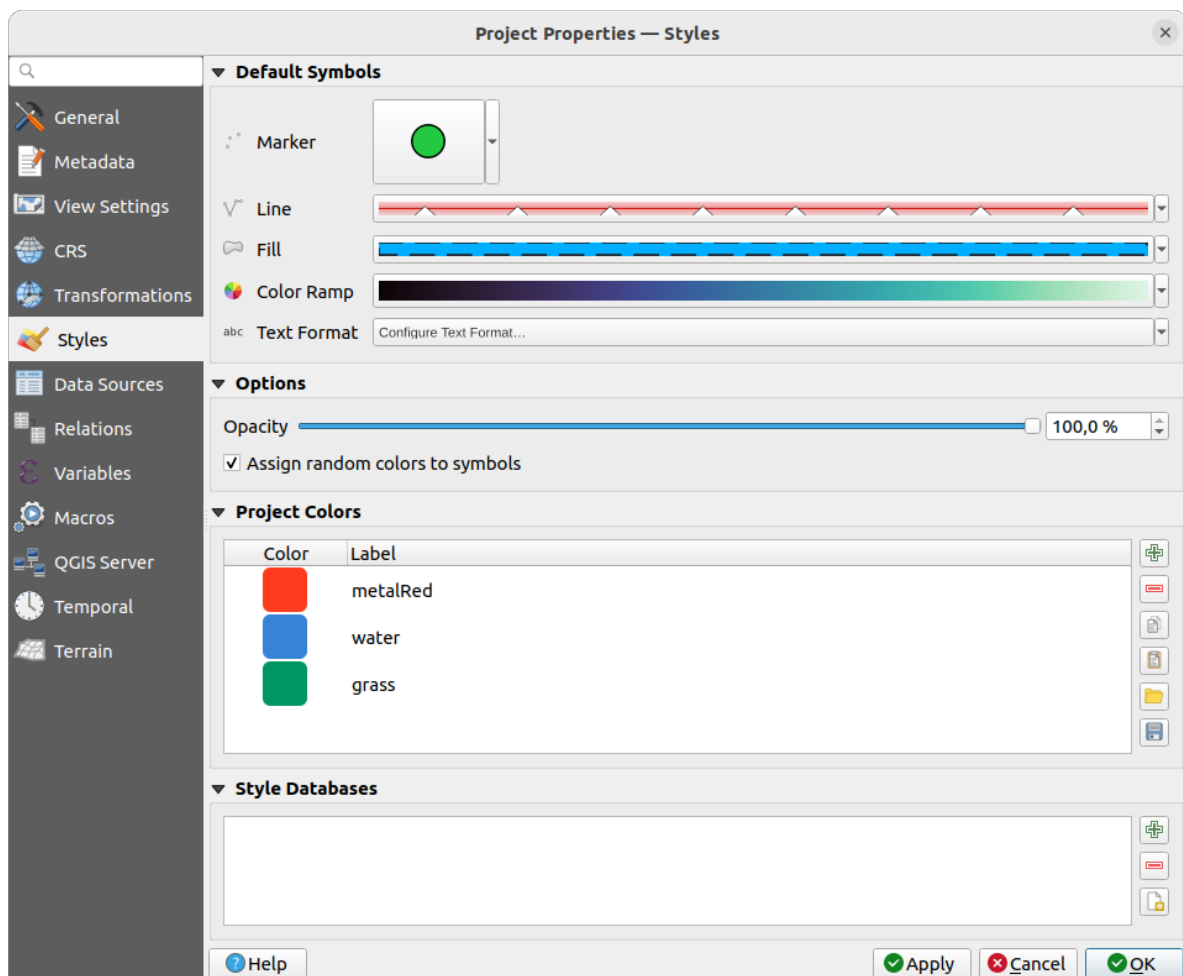 Project Properties — Styles
General
Metadata
View Settings
CRS
Transformations
Styles
Data Sources
Relations
Variables
Macros
QGIS Server
Temporal
Terrain
Default Symbols
Marker
Line
Fill
Color Ramp
abc Text Format Configure Text Format...
Options
Opacity 100,0 %
Assign random colors to symbols
Project Colors
Color Label
metalRed
water
grass
Style Databases
Help Apply Cancel OK